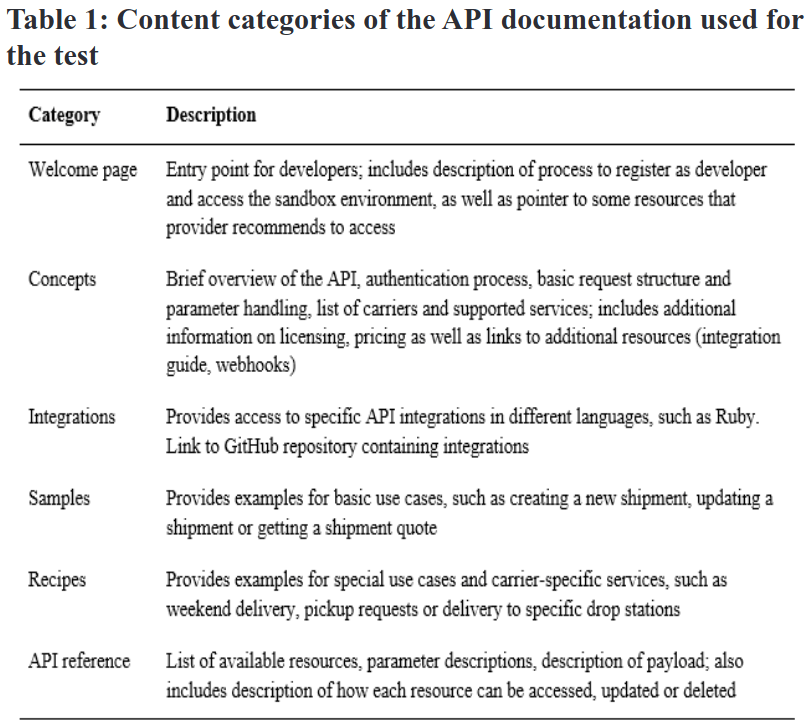 Table 1: Content categories of the API documentation used for
the test
Category Description
Welcome page Entry point for developers; includes description of process to register as developer
and access the sandbox environment, as well as pointer to some resources that
provider recommends to access
Concepts Brief overview of the API, authentication process, basic request structure and
parameter handling, list of carriers and supported services; includes additional
information on licensing, pricing as well as links to additional resources (integration
guide, webhooks)
Integrations Provides access to specific API integrations in different languages, such as Ruby.
Link to GitHub repository containing integrations
Samples Provides examples for basic use cases, such as creating a new shipment, updating a
shipment or getting a shipment quote
Recipes Provides examples for special use cases and carrier-specific services, such as
weekend delivery, pickup requests or delivery to specific drop stations
API reference List of available resources, parameter descriptions, description of payload; also
includes description of how each resource can be accessed, updated or deleted